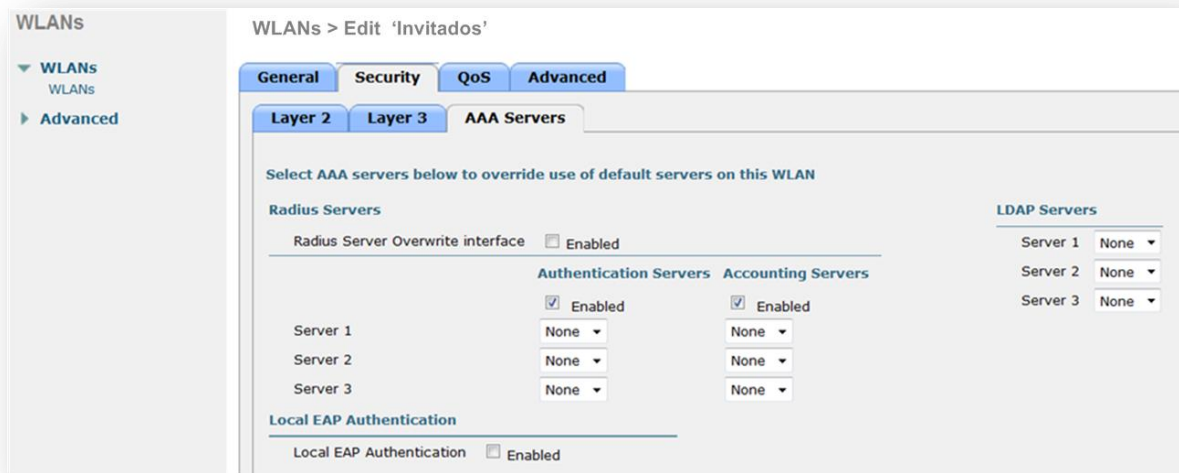 WLANs
WLANs > Edit 'Invitados'
WLANs
WLANs
Advanced
General Security QoS Advanced
Layer 2 Layer 3 AAA Servers
Select AAA servers below to override use of default servers on this WLAN
Radius Servers
LDAP Servers
Radius Server Overwrite interface Enabled
Server 1 None
Server 2 None
Server 3 None
Authentication Servers Accounting Servers
Enabled Enabled
Server 1 None None
Server 2 None None
Server 3 None None
Local EAP Authentication
Local EAP Authentication Enabled